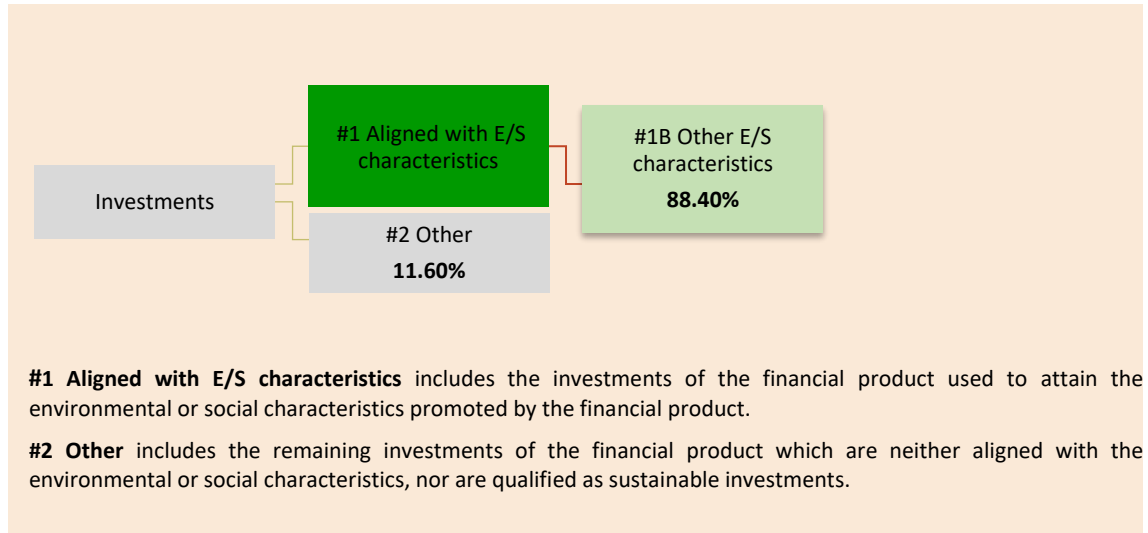 #1 Aligned with E/S
characteristics
#1B Other E/S
characteristics
88.40%
Investments
#2 Other
11.60%
#1 Aligned with E/S characteristics includes the investments of the financial product used to attain the
environmental or social characteristics promoted by the financial product.
#2 Other includes the remaining investments of the financial product which are neither aligned with the
environmental or social characteristics, nor are qualified as sustainable investments.